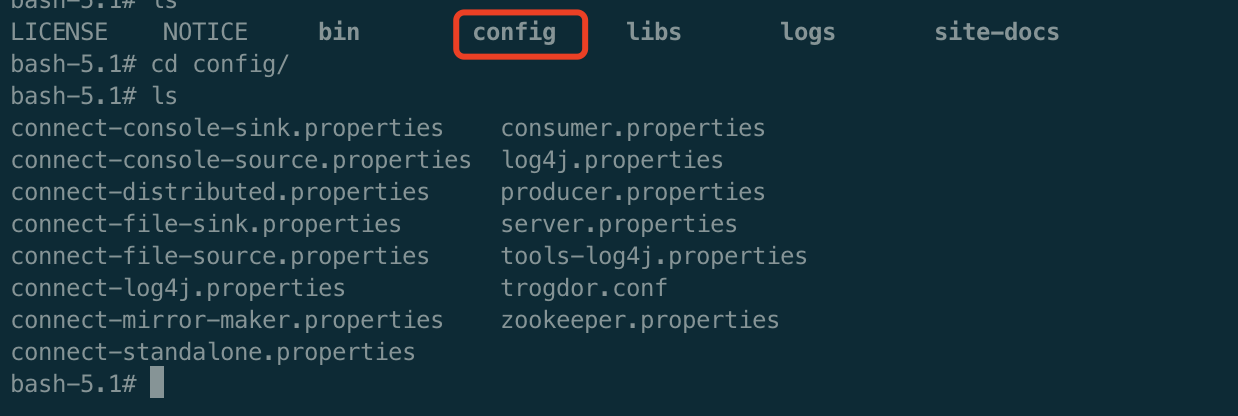 bash-5.1# ls
LICENSE NOTICE bin config libs logs site-docs
bash-5.1# cd config/
bash-5.1# ls
connect-console-sink.properties consumer.properties
connect-console-source.properties log4j.properties
connect-distributed.properties producer.properties
connect-file-sink.properties server.properties
connect-file-source.properties tools-log4j.properties
connect-log4j.properties trogdor.conf
connect-mirror-maker.properties zookeeper.properties
connect-standalone.properties
bash-5.1#